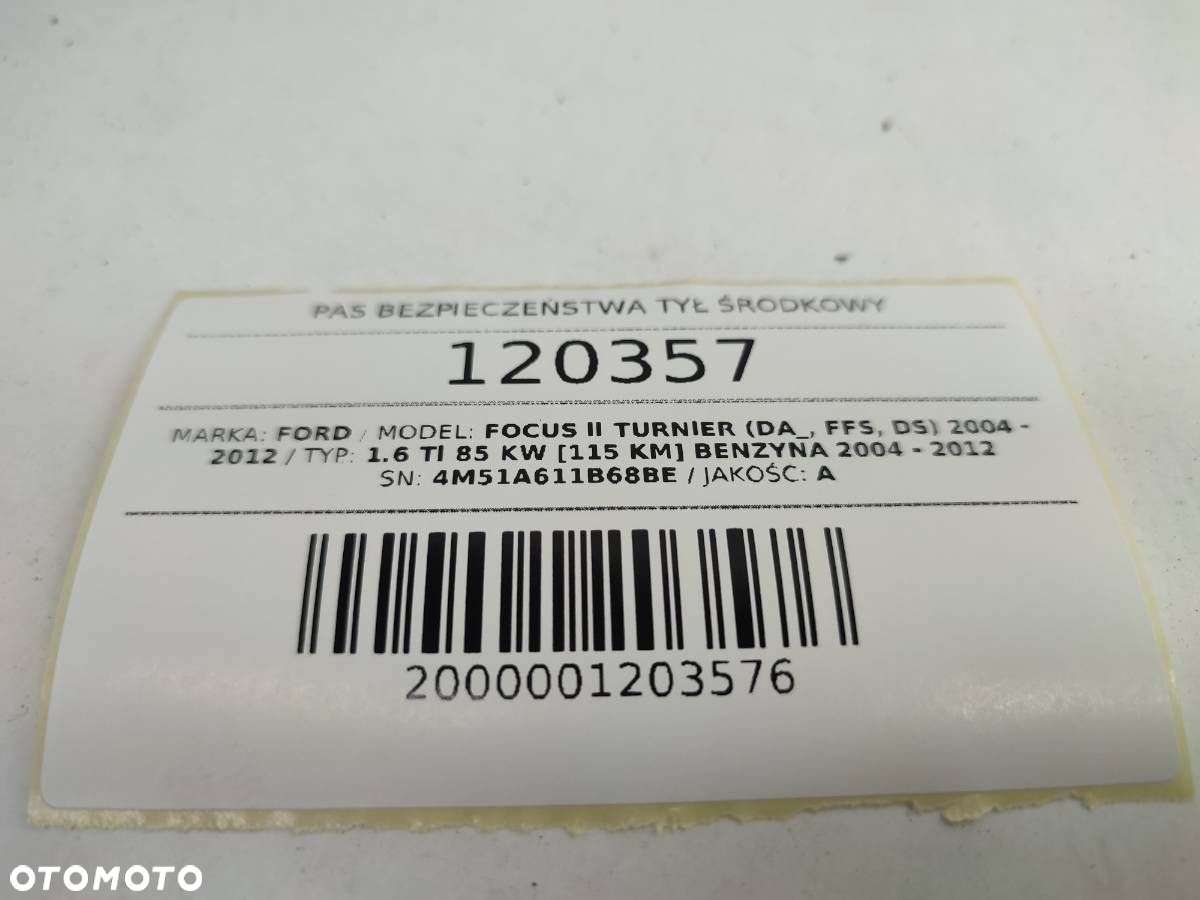 PAS BEZPIECZEŃSTWA TYŁ ŚRODKOWY
120357
MARKA: FORD / MODEL: FOCUS II TURNIER (DA_, FFS, DS) 2004 -
2012 / TYP: 1.6 TI 85 KW [115 KM] BENZYNA 2004 - 2012
SN: 4M51A611B68BE / JAKOŚĆ: A
2000001203576
OTOMOTO